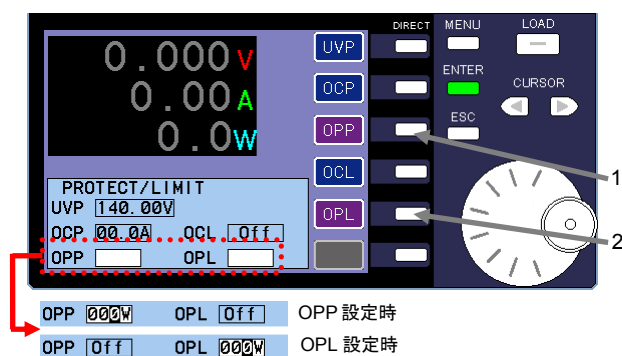 DIRECT MENU LOAD
0.000 V
UVP
ENTER
0.00 A
OCP
CURSOR
ESC
0.0W
OPP
1
PROTECT/LIMIT
OCL
UVP 140.00V
OPL
2
OCP 00.0A OCL Off
OPP OPL
OPP 000W OPL Off OPP 設定時
OPP Off OPL 000W OPL 設定時